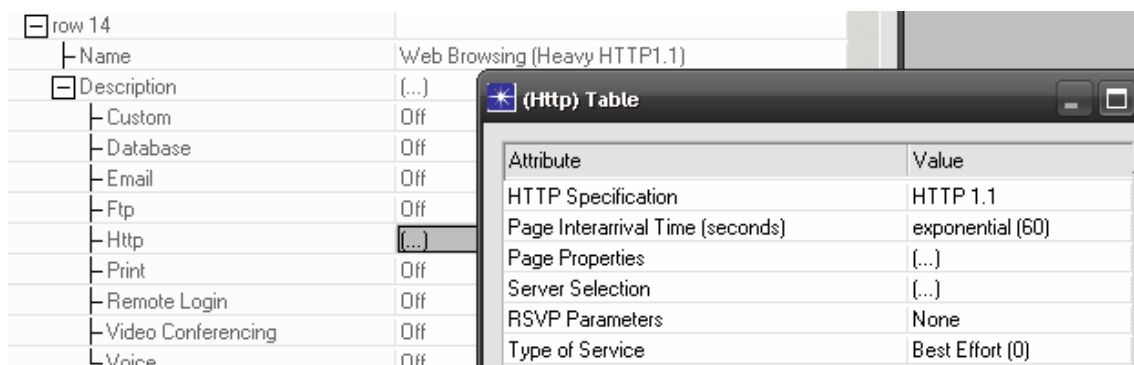 row 14
Name Web Browsing (Heavy HTTP1.1)
Description (...)
Custom Off
Database Off
Email Off
Ftp Off
Http (...)
Print Off
Remote Login Off
Video Conferencing Off
Voice Off
(Http) Table
Attribute Value
HTTP Specification HTTP 1.1
Page Interarrival Time (seconds) exponential (60)
Page Properties (...)
Server Selection (...)
RSVP Parameters None
Type of Service Best Effort (0)